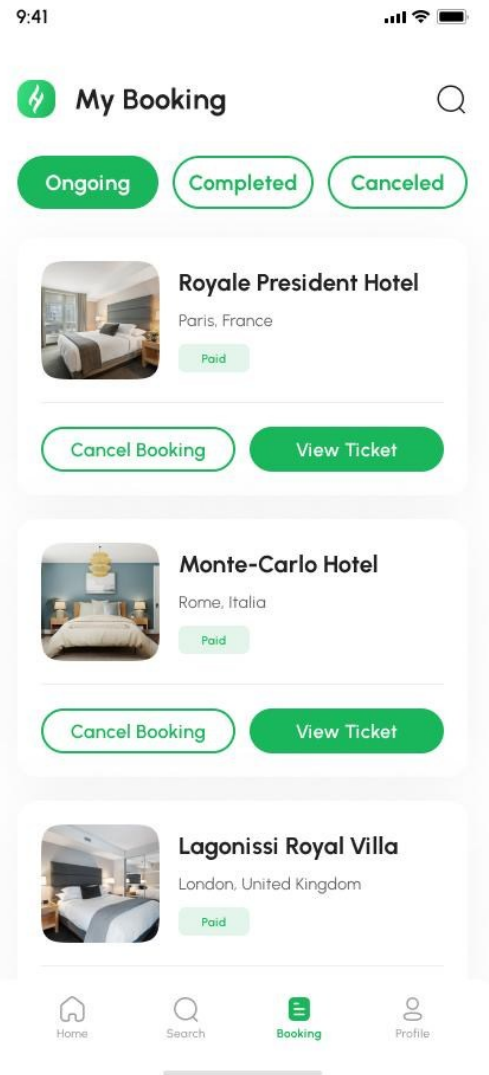 9:41
My Booking
Ongoing
Completed
Canceled
Royale President Hotel
Paris, France
Paid
Cancel Booking
View Ticket
Monte-Carlo Hotel
Rome, Italia
Paid
Cancel Booking
View Ticket
Lagonissi Royal Villa
London, United Kingdom
Paid
Home
Search
Booking
Profile